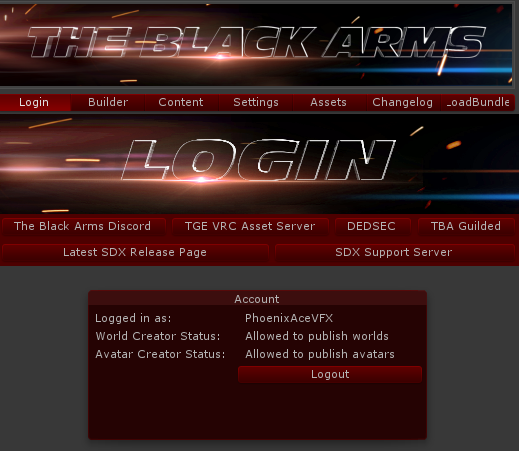 THE BLACK ARMS
Login Builder Content Settings Assets Changelog LoadBundle
LOGIN
The Black Arms Discord TGE VRC Asset Server DEDSEC TBA Guilded
Latest SDX Release Page SDX Support Server
Account
Logged in as: PhoenixAceVFX
World Creator Status: Allowed to publish worlds
Avatar Creator Status: Allowed to publish avatars
Logout